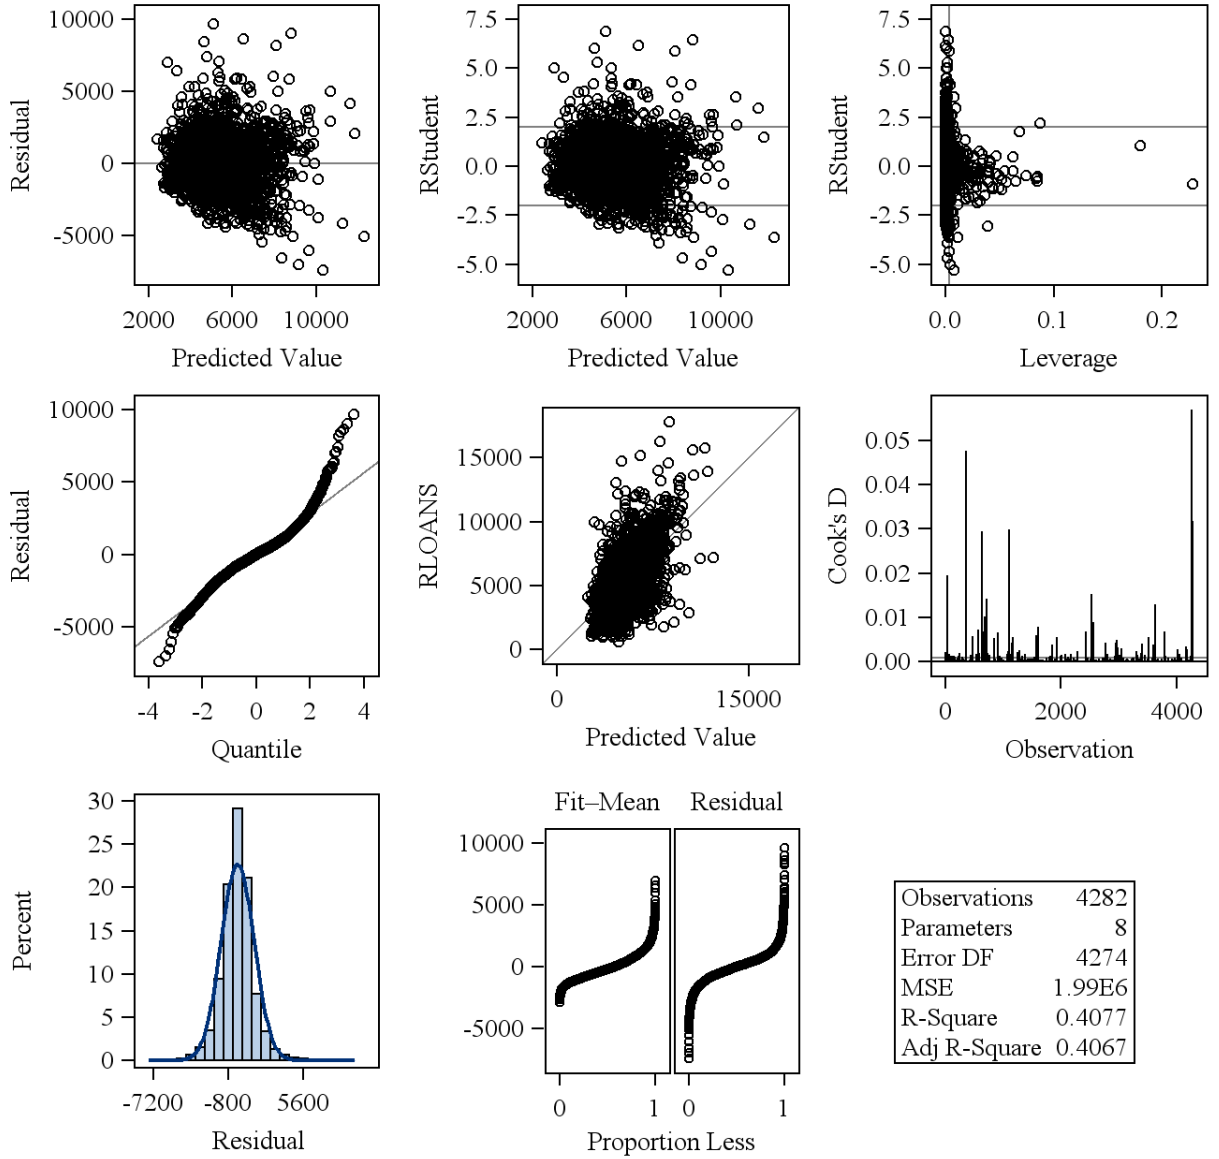 10000
5000
0
-5000
Residual
2000 6000 10000
Predicted Value
7.5
5.0
2.5
0.0
-2.5
-5.0
RStudent
2000 6000 10000
Predicted Value
7.5
5.0
2.5
0.0
-2.5
-5.0
RStudent
0.0 0.1 0.2
Leverage
10000
5000
0
-5000
Residual
-4 -2 0 2 4
Quantile
15000
10000
5000
0
RLOANS
0 15000
Predicted Value
0.05
0.04
0.03
0.02
0.01
0.00
Cook's D
0 2000 4000
Observation
30
25
20
15
10
5
0
Percent
-7200 -800 5600
Residual
Fit–Mean Residual
10000
5000
0
-5000
0 1 0 1
Proportion Less
Observations 4282
Parameters 8
Error DF 4274
MSE 1.99E6
R-Square 0.4077
Adj R-Square 0.4067